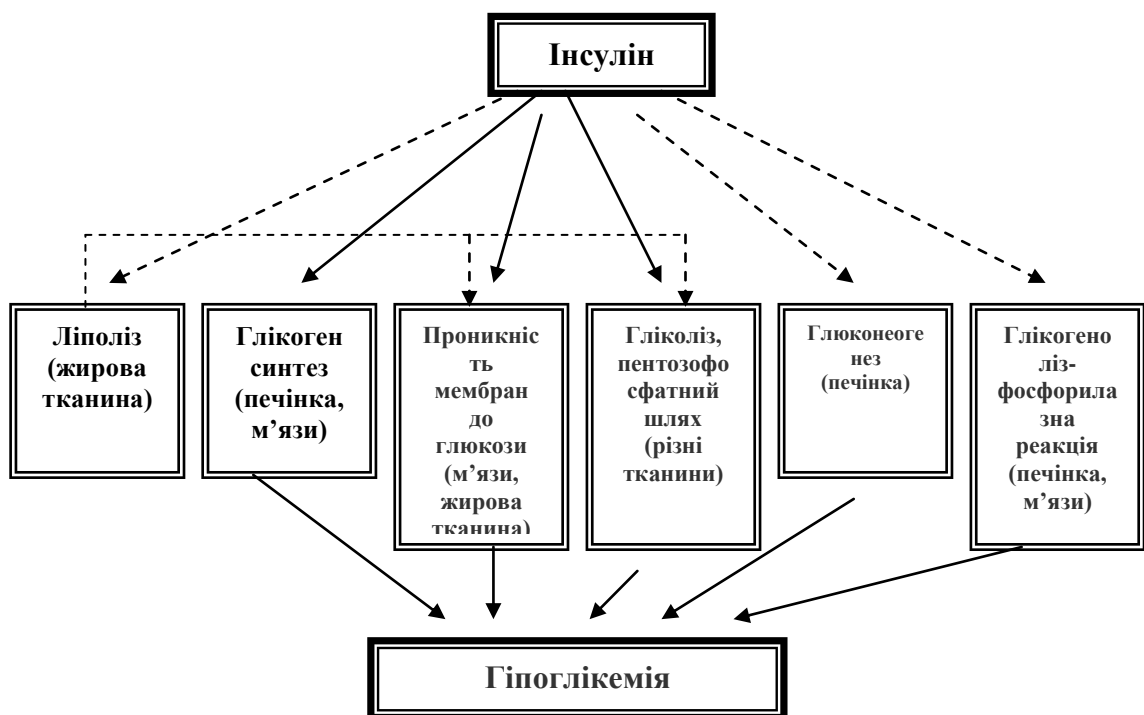 Інсулін
Ліполіз
(жирова
тканина)
Глікоген
синтез
(печінка,
м’язи)
Проникніс
ть
мембран
до
глюкози
(м’язи,
жирова
тканина)
Гліколіз,
пентозофо
сфатний
шлях
(різні
тканини)
Глюконеоге
нез
(печінка)
Глікогено
ліз-
фосфорила
зна
реакція
(печінка,
м’язи)
Гіпоглікемія